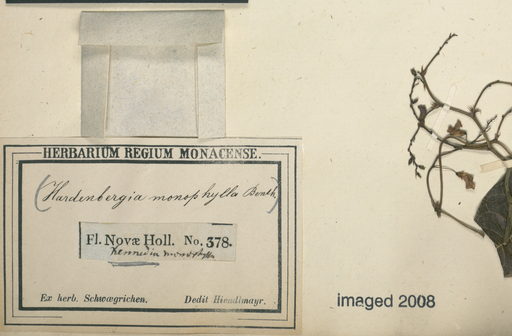 HERBARIUM REGIUM MONACENSE.
(Hardenbergia monophylla Benth)
Fl. Novæ Holl. No. 378.
Kennedia monophylla
Ex herb. Schwægrichen. Dedit Hiendlmayr.
imaged 2008